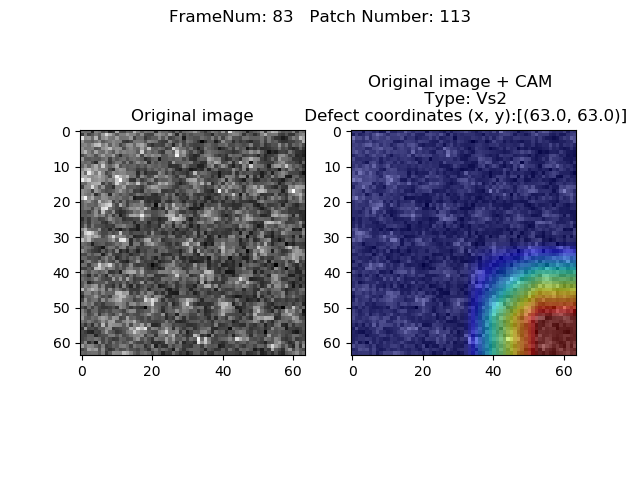 FrameNum: 83   Patch Number: 113
Original image
0
10
20
30
40
50
60
0 20 40 60
Original image + CAM
Type: Vs2
Defect coordinates (x, y):[(63.0, 63.0)]
0
10
20
30
40
50
60
0 20 40 60